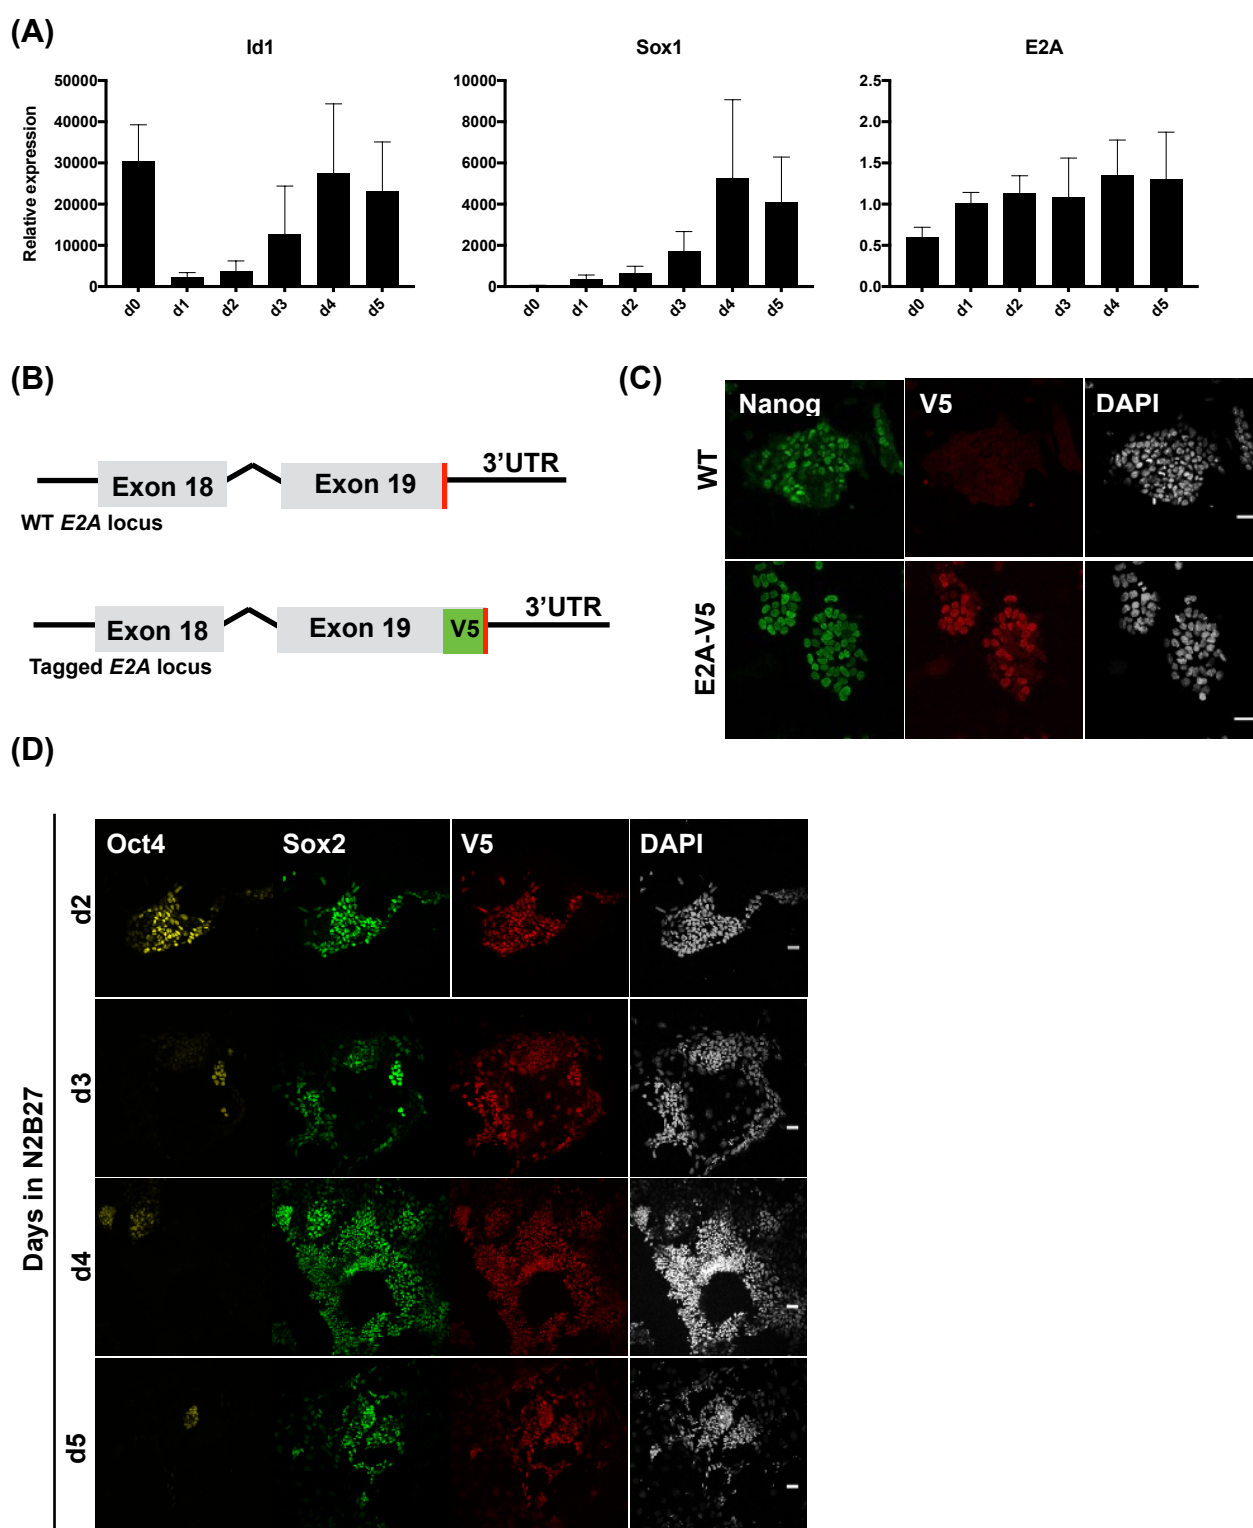 (A)
Id1
Sox1
E2A
Relative expression
50000
40000
30000
20000
10000
0
d0 d1 d2 d3 d4 d5
10000
8000
6000
4000
2000
0
d0 d1 d2 d3 d4 d5
2.5
2.0
1.5
1.0
0.5
0.0
d0 d1 d2 d3 d4 d5
(B)
Exon 18
Exon 19
3'UTR
WT E2A locus
Exon 18
Exon 19
V5
3'UTR
Tagged E2A locus
(C)
Nanog
V5
DAPI
WT
E2A-V5
(D)
Oct4
Sox2
V5
DAPI
Days in N2B27
d2
d3
d4
d5